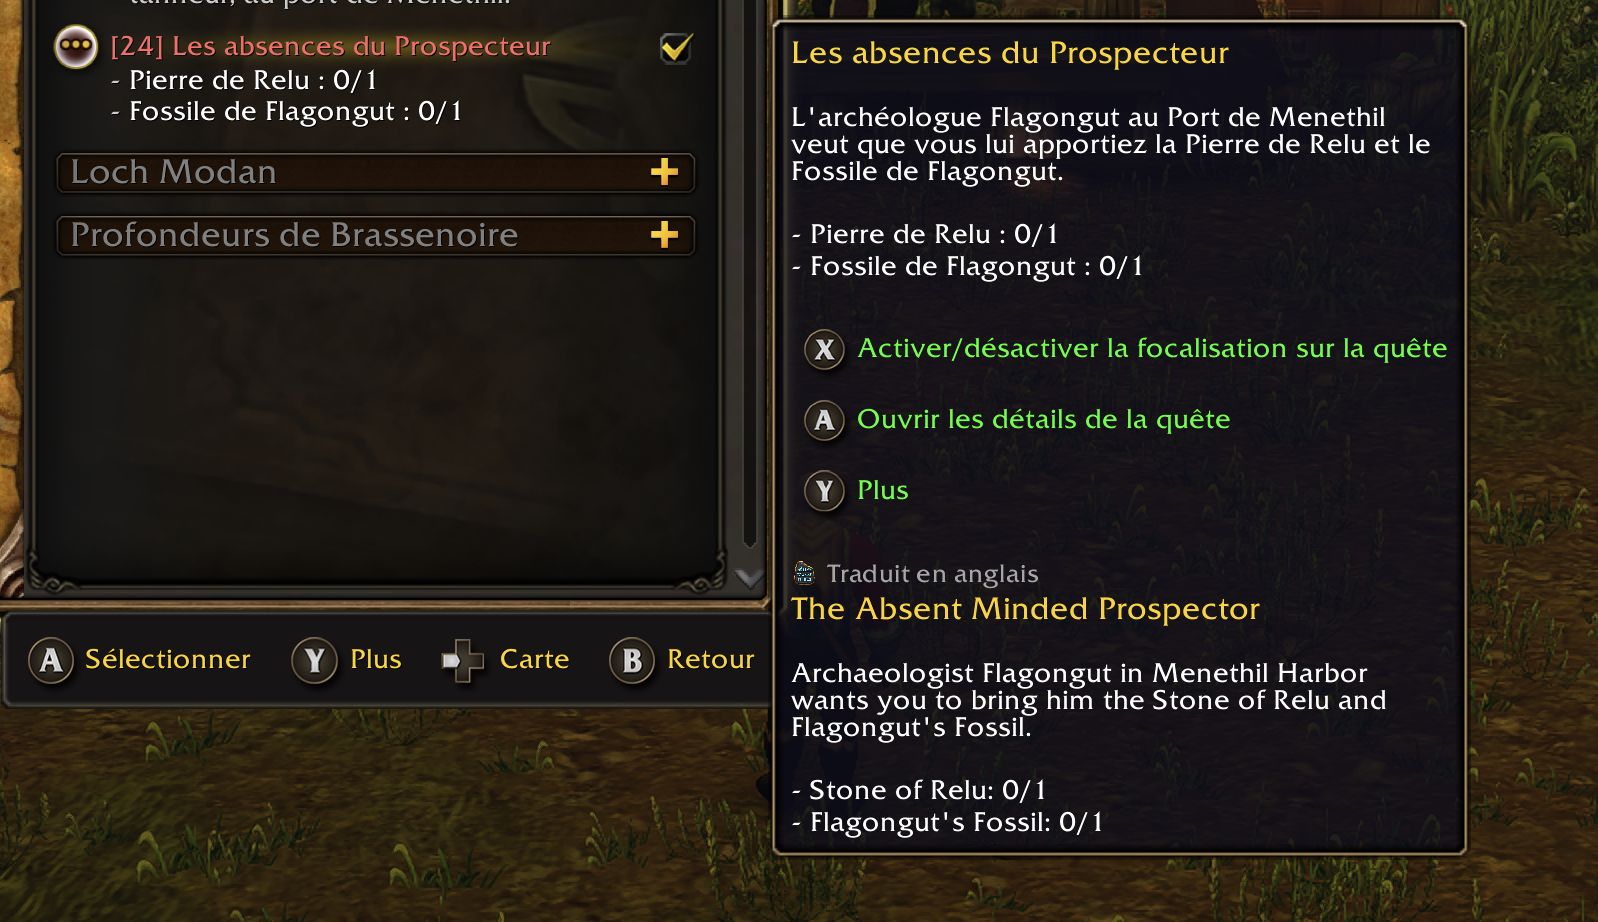 tanneur, au port de Menethil.
[24] Les absences du Prospecteur
- Pierre de Relu : 0/1
- Fossile de Flagongut : 0/1
Loch Modan
Profondeurs de Brassenoire
A Sélectionner
Y Plus
Carte
B Retour
Les absences du Prospecteur
L'archéologue Flagongut au Port de Menethil
veut que vous lui apportiez la Pierre de Relu et le
Fossile de Flagongut.
- Pierre de Relu : 0/1
- Fossile de Flagongut : 0/1
X Activer/désactiver la focalisation sur la quête
A Ouvrir les détails de la quête
Y Plus
Traduit en anglais
The Absent Minded Prospector
Archaeologist Flagongut in Menethil Harbor
wants you to bring him the Stone of Relu and
Flagongut's Fossil.
- Stone of Relu: 0/1
- Flagongut's Fossil: 0/1